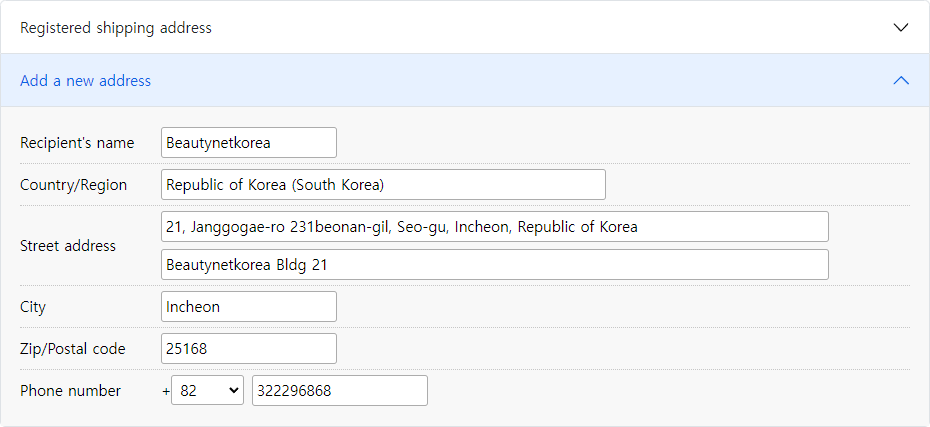 Registered shipping address
Add a new address
Recipient's name Beautynetkorea
Country/Region Republic of Korea (South Korea)
Street address 21, Janggogae-ro 231beonan-gil, Seo-gu, Incheon, Republic of Korea
Beautynetkorea Bldg 21
City Incheon
Zip/Postal code 25168
Phone number +82 322296868